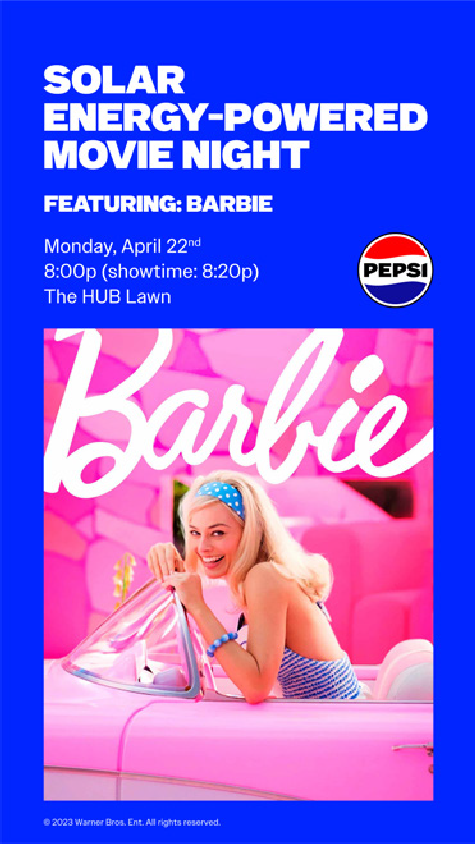 SOLAR
ENERGY-POWERED
MOVIE NIGHT
FEATURING: BARBIE
Monday, April 22nd
8:00p (showtime: 8:20p)
The HUB Lawn
PEPSI
Barbie
© 2023 Warner Bros. Ent. All rights reserved.